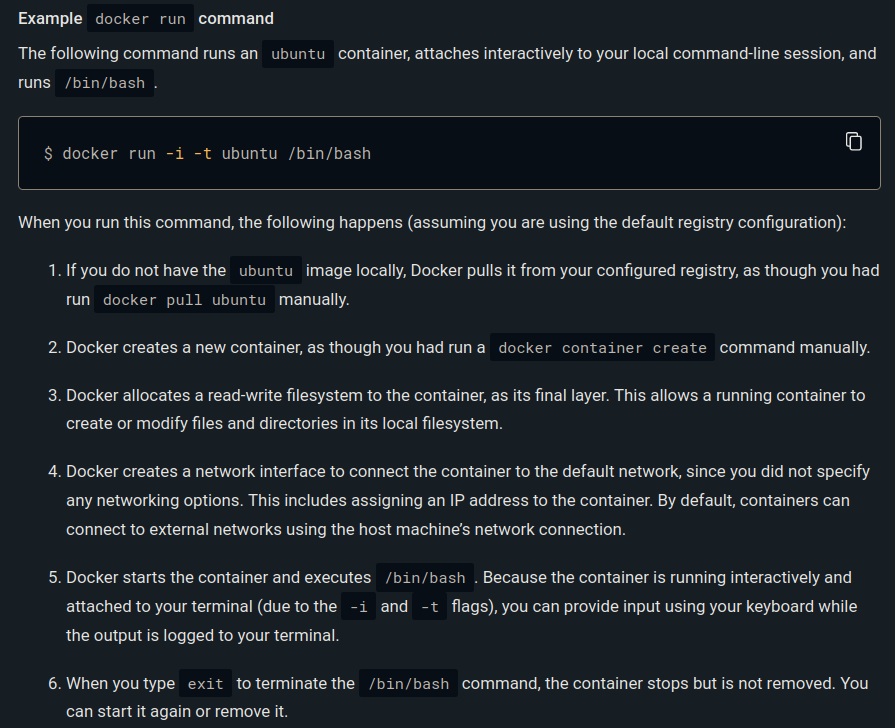 Example docker run command
The following command runs an ubuntu container, attaches interactively to your local command-line session, and
runs /bin/bash .
$ docker run -i -t ubuntu /bin/bash
When you run this command, the following happens (assuming you are using the default registry configuration):
1. If you do not have the ubuntu image locally, Docker pulls it from your configured registry, as though you had
run docker pull ubuntu manually.
2. Docker creates a new container, as though you had run a docker container create command manually.
3. Docker allocates a read-write filesystem to the container, as its final layer. This allows a running container to
create or modify files and directories in its local filesystem.
4. Docker creates a network interface to connect the container to the default network, since you did not specify
any networking options. This includes assigning an IP address to the container. By default, containers can
connect to external networks using the host machine’s network connection.
5. Docker starts the container and executes /bin/bash . Because the container is running interactively and
attached to your terminal (due to the -i and -t flags), you can provide input using your keyboard while
the output is logged to your terminal.
6. When you type exit to terminate the /bin/bash command, the container stops but is not removed. You
can start it again or remove it.